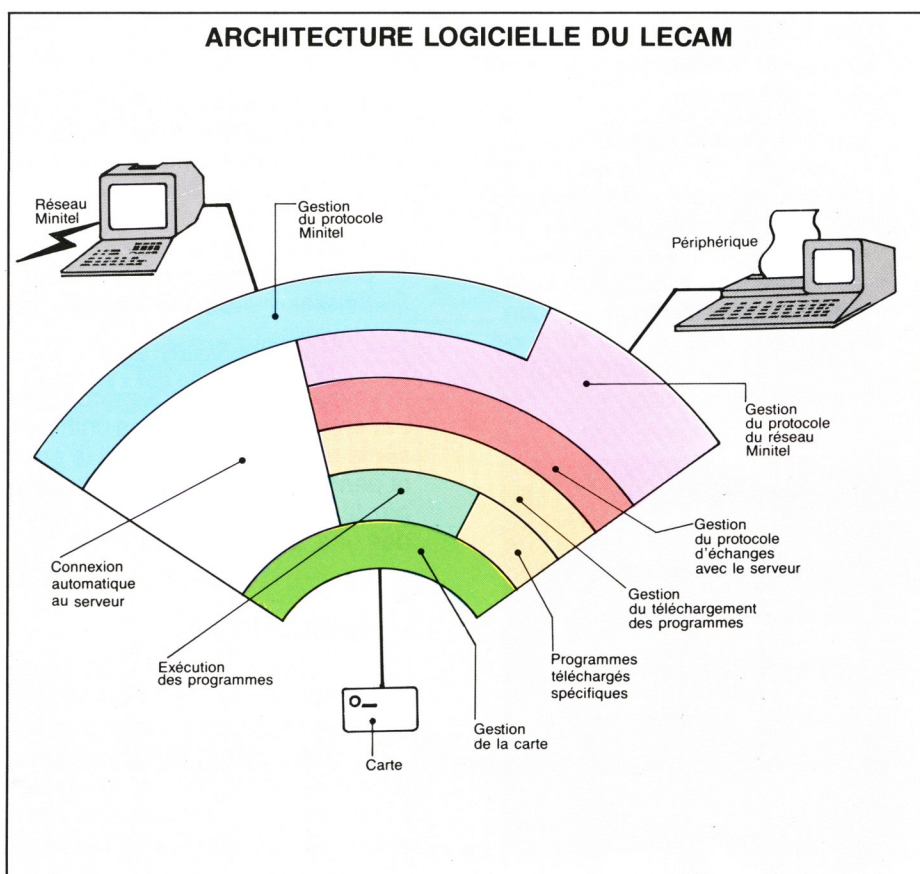 ARCHITECTURE LOGICIELLE DU LECAM
Réseau
Minitel
Gestion
du protocole
Minitel
Périphérique
Gestion
du protocole
du réseau
Minitel
Gestion
du protocole
d'échanges
avec le serveur
Connexion
automatique
au serveur
Gestion
du téléchargement
des programmes
Exécution
des programmes
Programmes
téléchargés
spécifiques
Gestion
de la carte
Carte